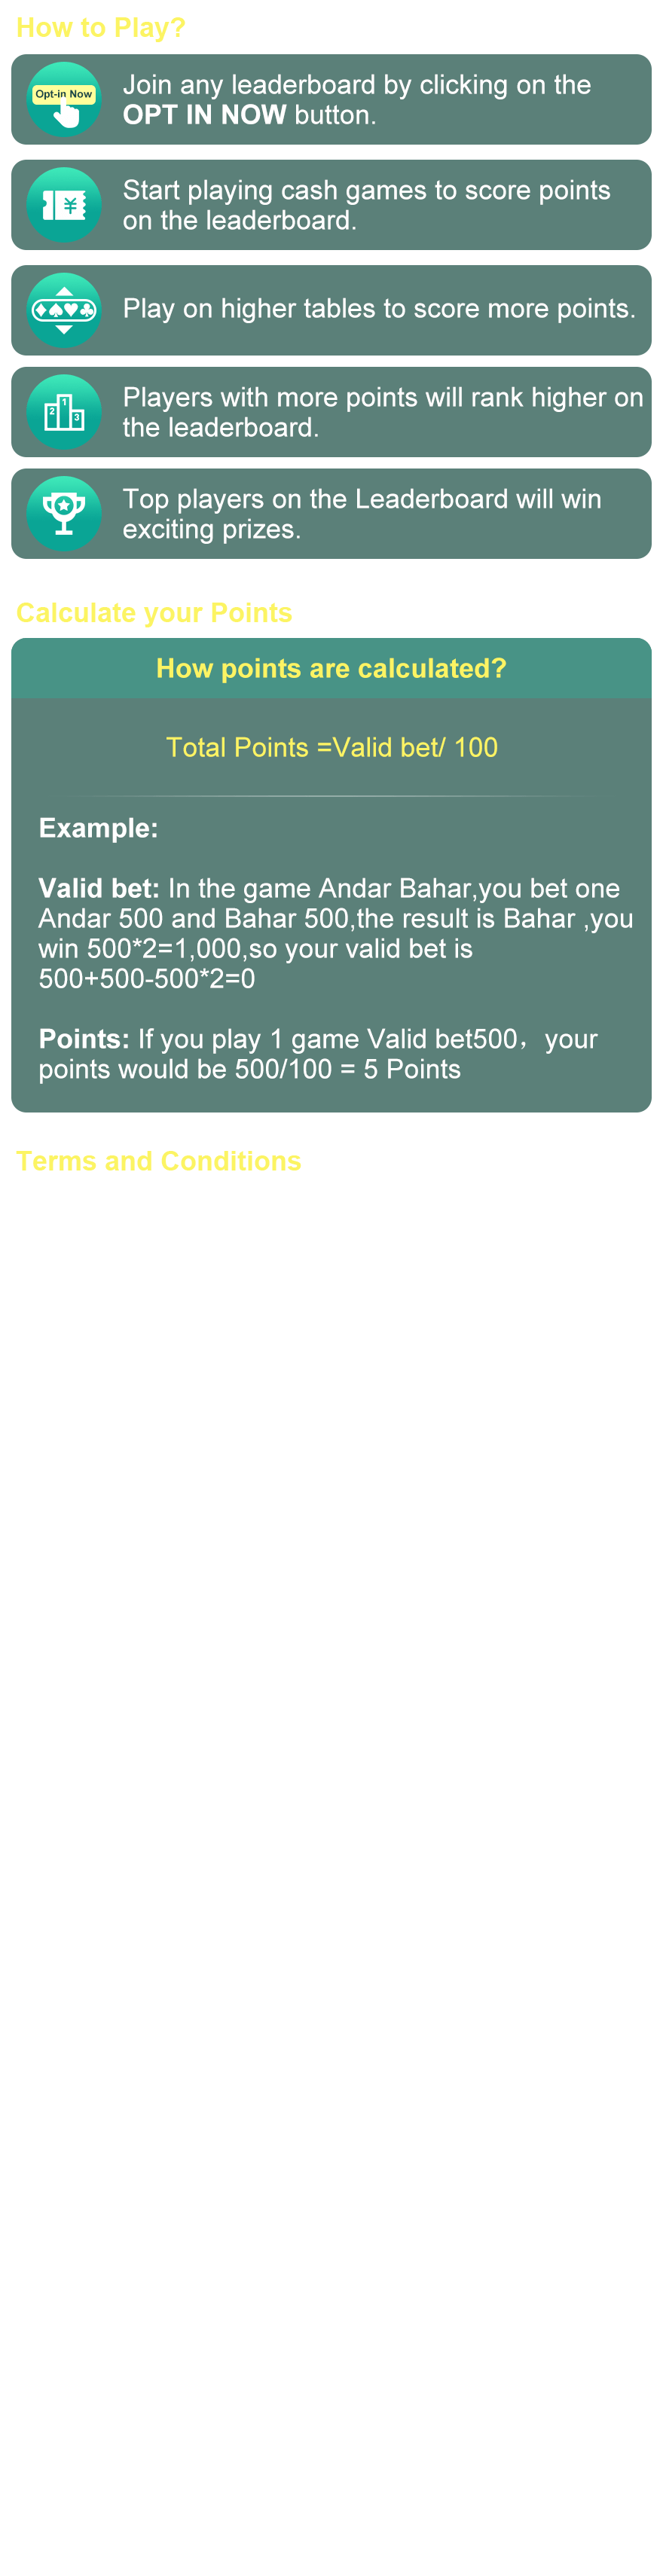 How to Play?
Opt-in Now
Join any leaderboard by clicking on the
OPT IN NOW button.
¥
Start playing cash games to score points
on the leaderboard.
Play on higher tables to score more points.
1
2
3
Players with more points will rank higher on
the leaderboard.
Top players on the Leaderboard will win
exciting prizes.
Calculate your Points
How points are calculated?
Total Points =Valid bet/ 100
Example:
Valid bet: In the game Andar Bahar,you bet one
Andar 500 and Bahar 500,the result is Bahar ,you
win 500*2=1,000,so your valid bet is
500+500-500*2=0
Points: If you play 1 game Valid bet500，your
points would be 500/100 = 5 Points
Terms and Conditions